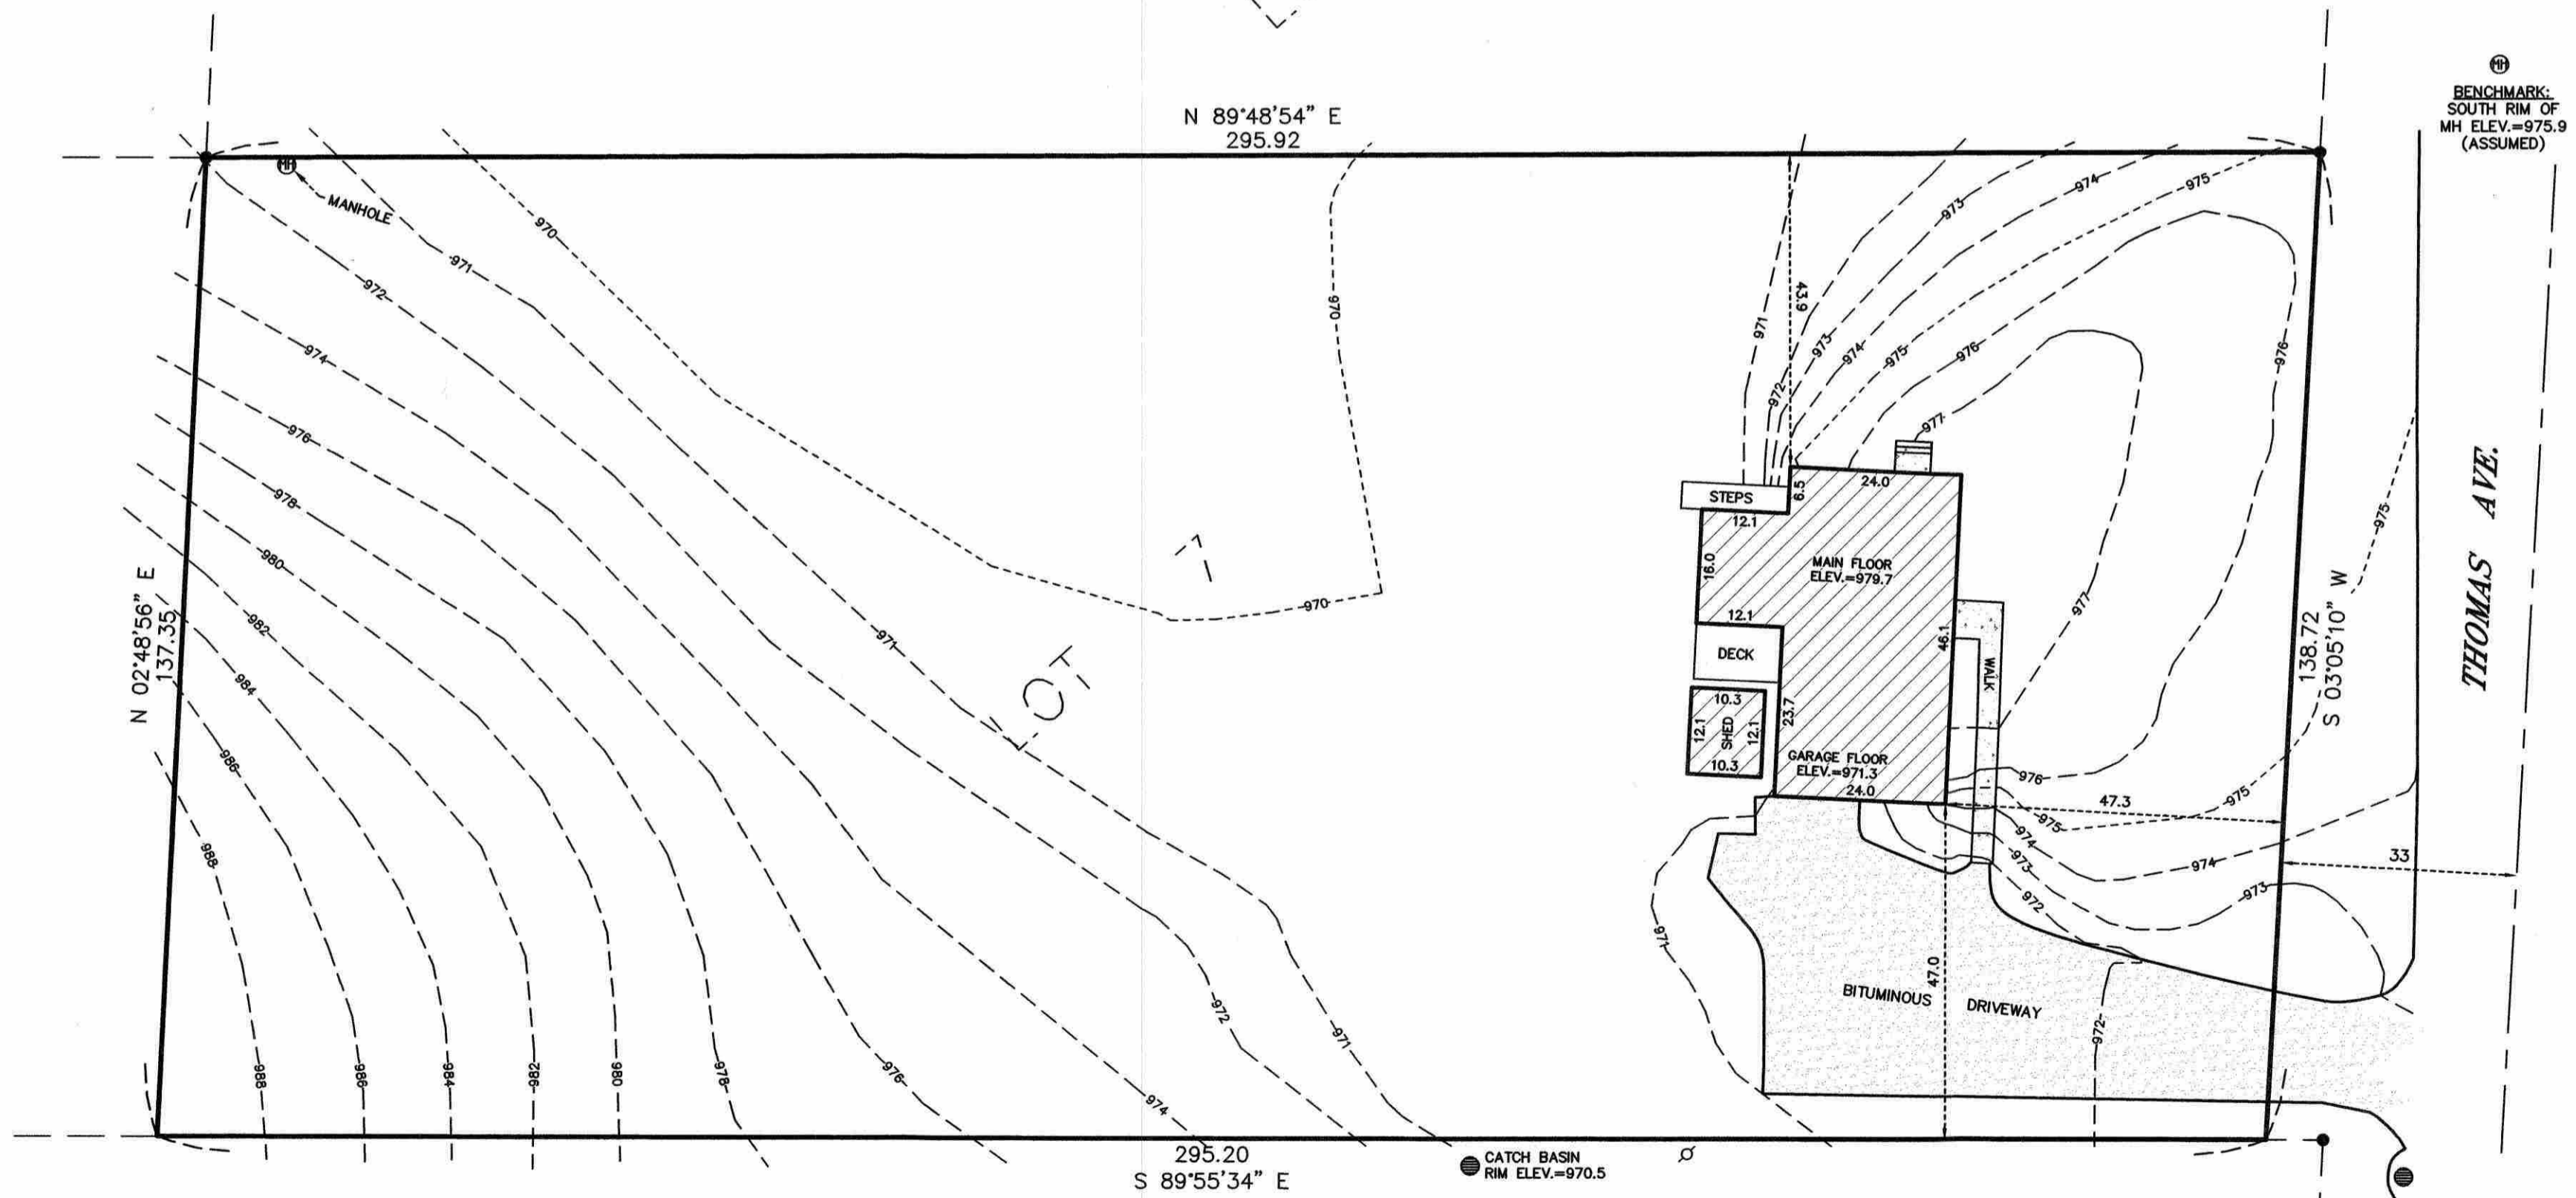 N 89°48'54" E
295.92
MH
BENCHMARK:
SOUTH RIM OF
MH ELEV.=975.9
(ASSUMED)
MH
MANHOLE
970
971
972
974
976
978
980
982
984
986
988
970
970
971
971
972
973
974
975
973
974
975
976
972
977
976
43.9
STEPS
6.5
24.0
12.1
16.0
MAIN FLOOR
ELEV.=979.7
12.1
DECK
46.1
WALK
977
975
10.3
12.1
SHED
12.1
10.3
23.7
GARAGE FLOOR
ELEV.=971.3
24.0
976
975
975
47.3
974
973
974
972
973
33
LOT 7
N 02°48'56" E
137.35
138.72
S 03°05'10" W
THOMAS AVE.
971
47.0
BITUMINOUS DRIVEWAY
972
988
986
984
982
980
978
976
974
972
971
295.20
S 89°55'34" E
CATCH BASIN
RIM ELEV.=970.5